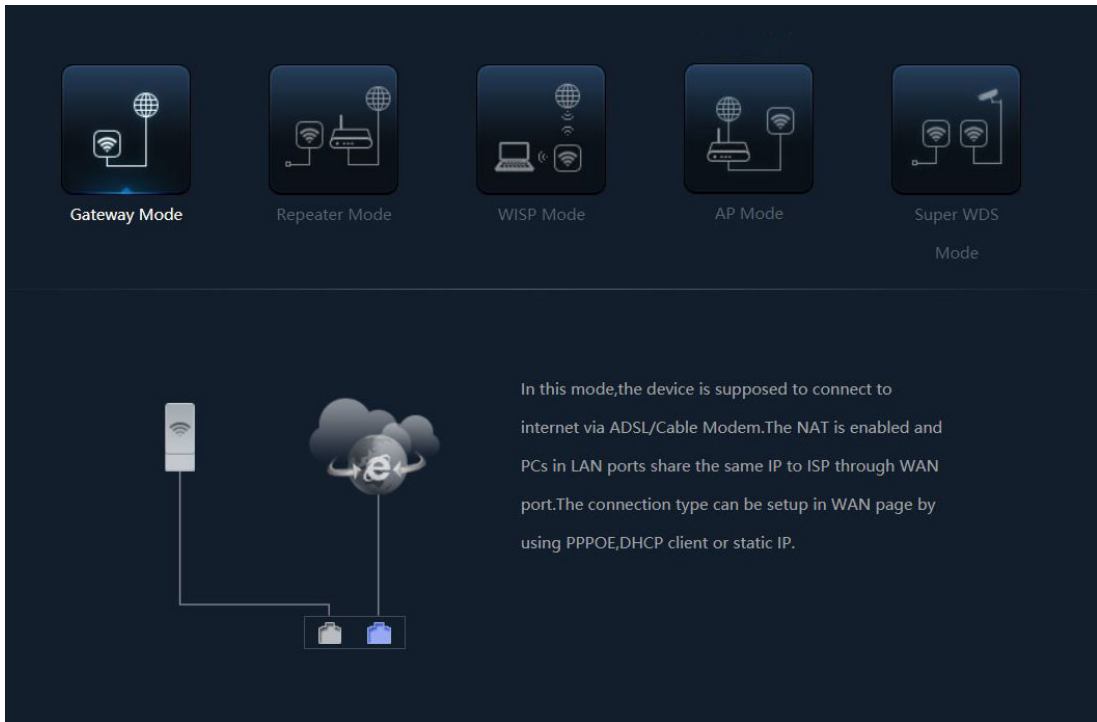 Gateway Mode
Repeater Mode
WISP Mode
AP Mode
Super WDS
Mode
In this mode,the device is supposed to connect to
internet via ADSL/Cable Modem.The NAT is enabled and
PCs in LAN ports share the same IP to ISP through WAN
port.The connection type can be setup in WAN page by
using PPPOE,DHCP client or static IP.